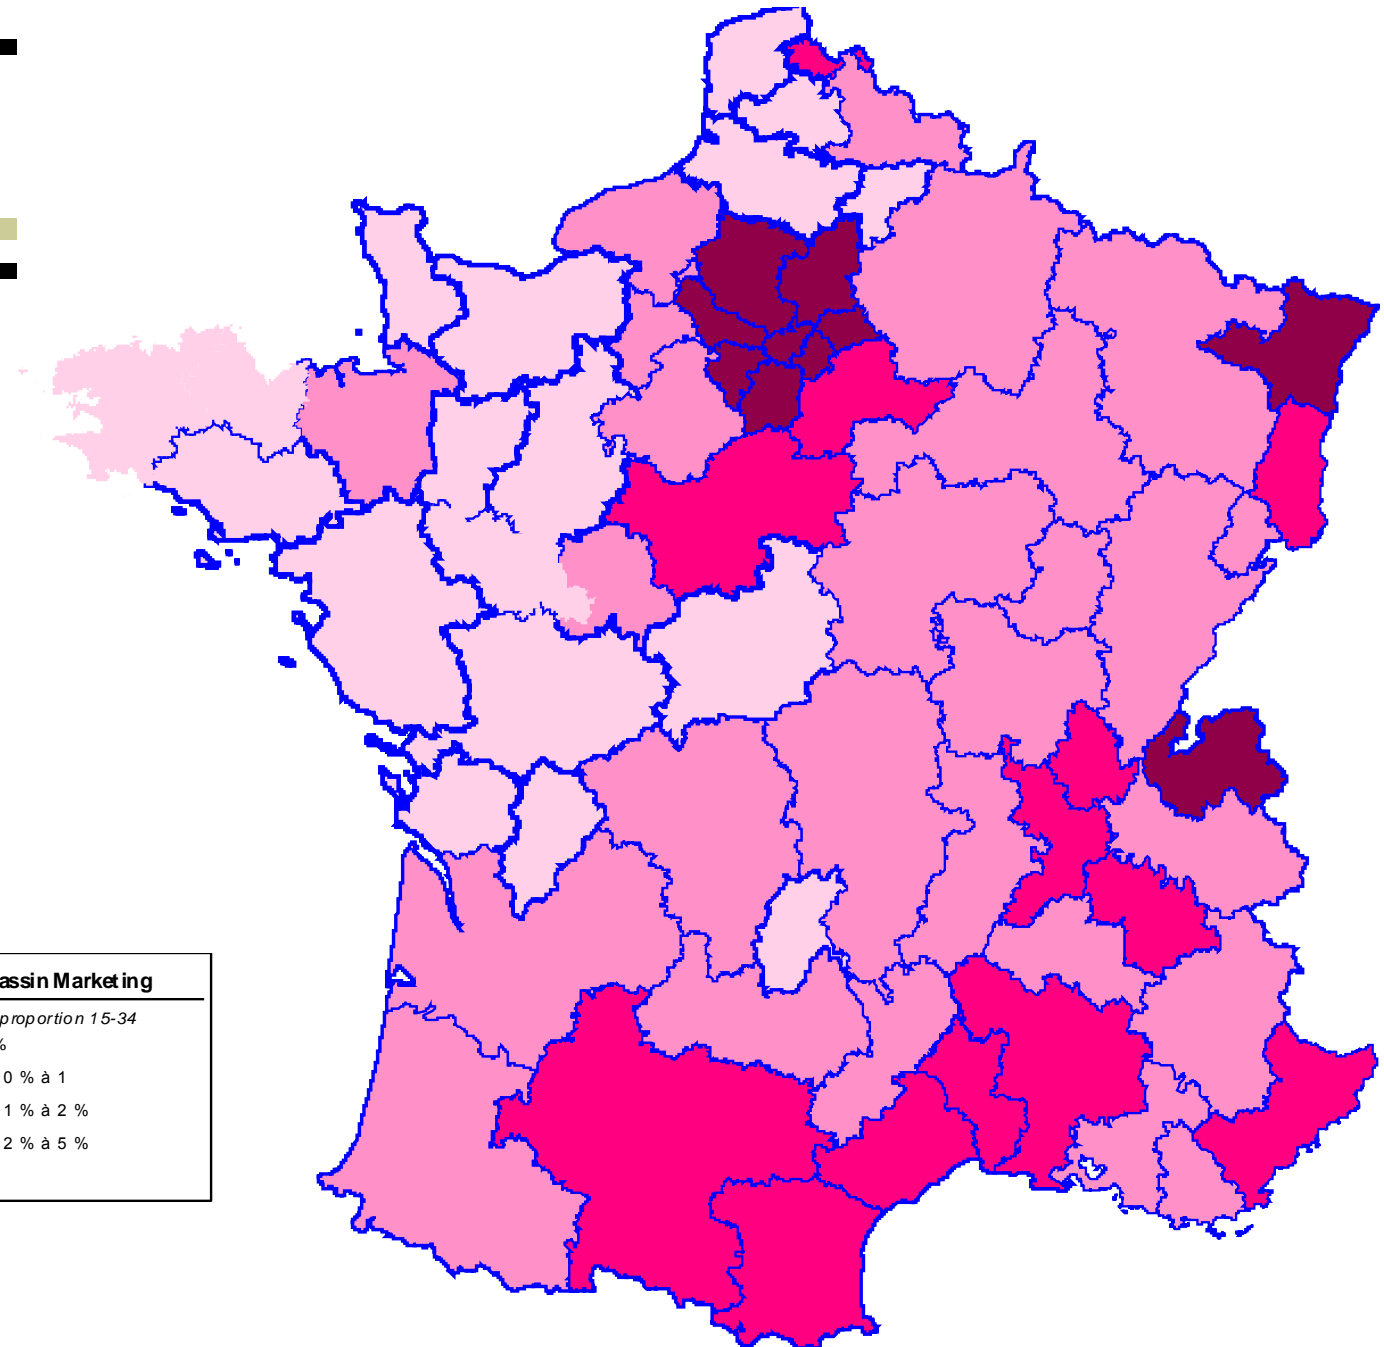 assin Marketing
proportion 15-34
%
0 % à 1
1 % à 2 %
2 % à 5 %